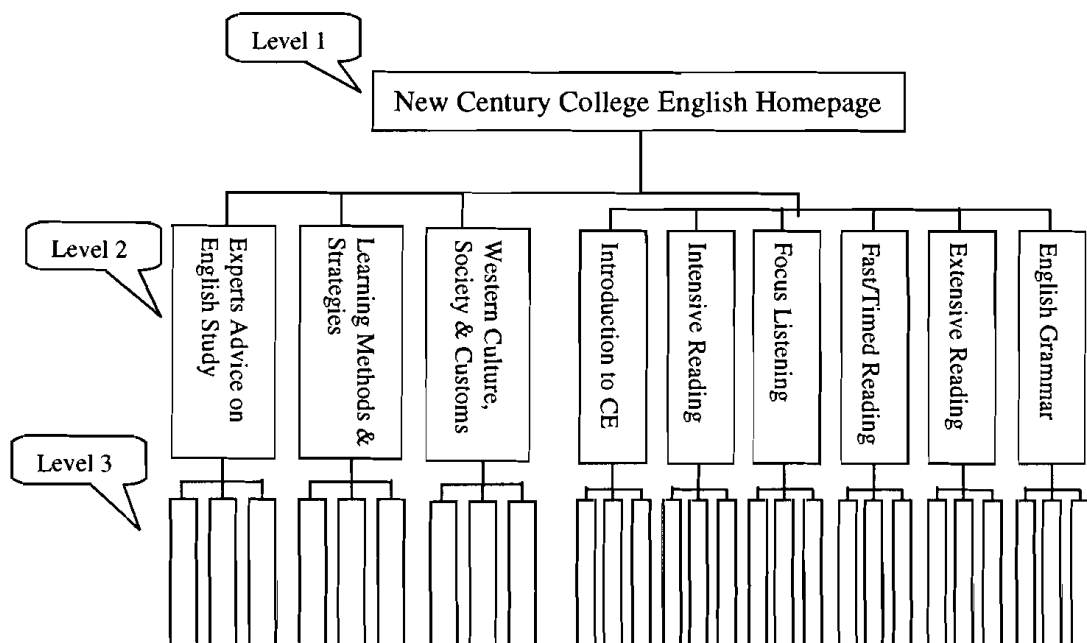 Level 1
New Century College English Homepage
Level 2
Experts Advice on
English Study
Learning Methods &
Strategies
Western Culture,
Society & Customs
Introduction to CE
Intensive Reading
Focus Listening
Fast/Timed Reading
Extensive Reading
English Grammar
Level 3